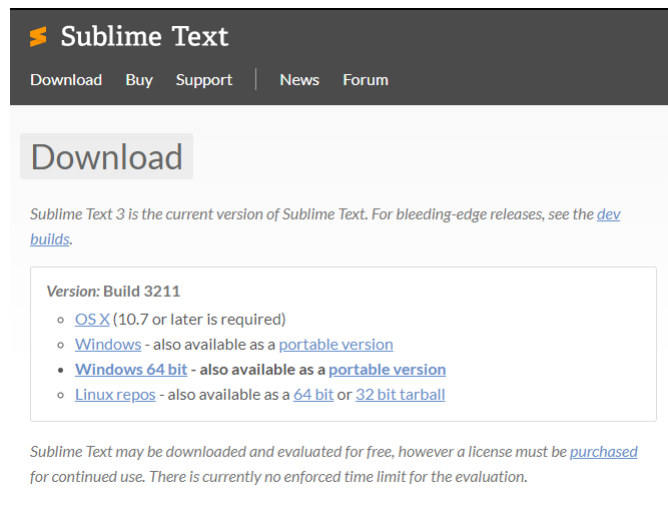 Sublime Text
Download Buy Support News Forum
Download
Sublime Text 3 is the current version of Sublime Text. For bleeding-edge releases, see the dev
builds.
Version: Build 3211
OS X (10.7 or later is required)
Windows - also available as a portable version
Windows 64 bit - also available as a portable version
Linux repos - also available as a 64 bit or 32 bit tarball
Sublime Text may be downloaded and evaluated for free, however a license must be purchased
for continued use. There is currently no enforced time limit for the evaluation.